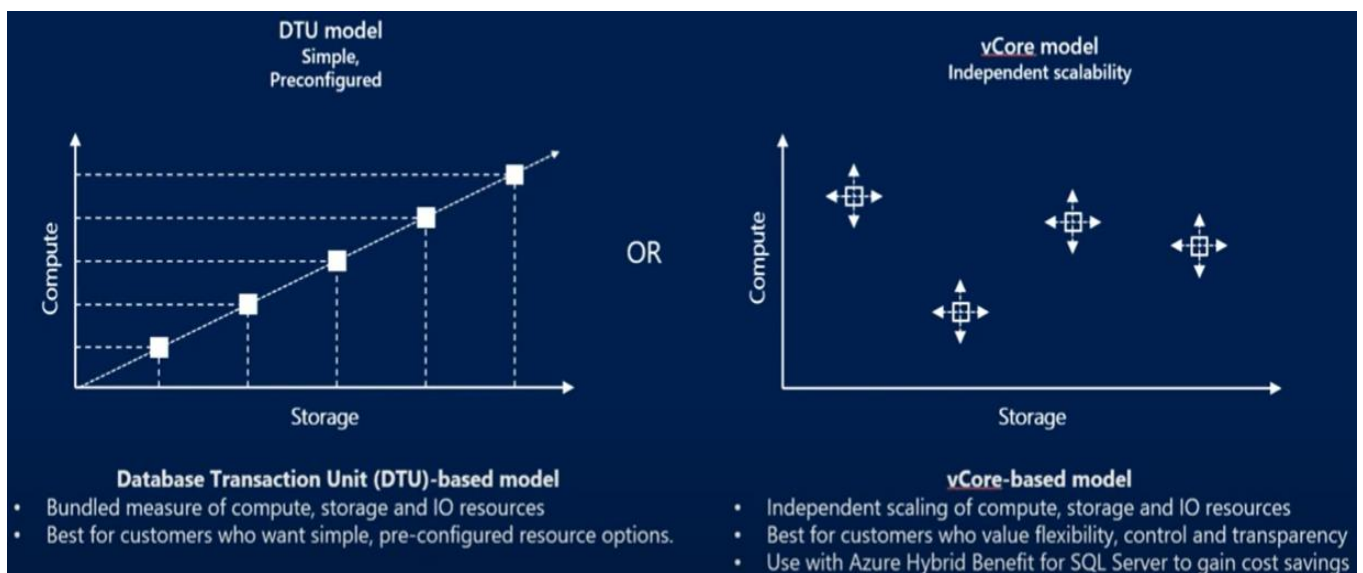 DTU model
Simple,
Preconfigured
Compute
Storage
Database Transaction Unit (DTU)-based model
• Bundled measure of compute, storage and IO resources
• Best for customers who want simple, pre-configured resource options.
OR
vCore model
Independent scalability
Compute
Storage
vCore-based model
• Independent scaling of compute, storage and IO resources
• Best for customers who value flexibility, control and transparency
• Use with Azure Hybrid Benefit for SQL Server to gain cost savings